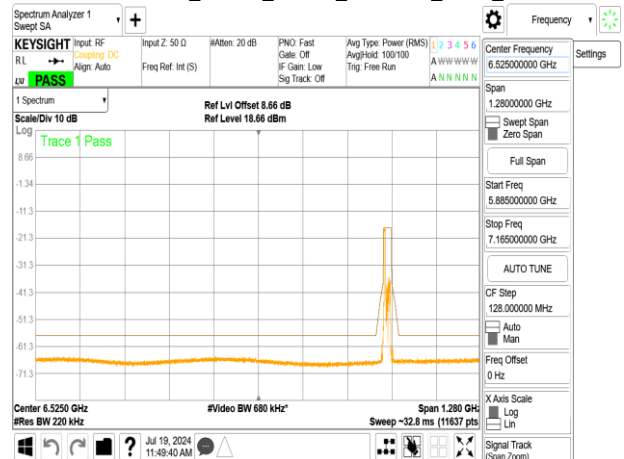 Spectrum Analyzer 1
Swept SA
+
Frequency
KEYSIGHT
RL
LXI
PASS
Input: RF
Coupling: DC
Align: Auto
Input Z: 50 Ω
Freq Ref: Int (S)
#Atten: 20 dB
PNO: Fast
Gate: Off
IF Gain: Low
Sig Track: Off
Avg Type: Power (RMS)
Avg|Hold: 100/100
Trig: Free Run
1 2 3 4 5 6
A W W W W W
A N N N N N
1 Spectrum
Scale/Div 10 dB
Ref Lvl Offset 8.66 dB
Ref Level 18.66 dBm
Log
Trace 1 Pass
8.66
-1.34
-11.3
-21.3
-31.3
-41.3
-51.3
-61.3
-71.3
Center 6.5250 GHz
#Res BW 220 kHz
#Video BW 680 kHz*
Span 1.280 GHz
Sweep ~32.8 ms (11637 pts
?
Jul 19, 2024
11:49:40 AM
Center Frequency
6.525000000 GHz
Settings
Span
1.28000000 GHz
Swept Span
Zero Span
Full Span
Start Freq
5.885000000 GHz
Stop Freq
7.165000000 GHz
AUTO TUNE
CF Step
128.000000 MHz
Auto
Man
Freq Offset
0 Hz
X Axis Scale
Log
Lin
Signal Track
(Span Zoom)